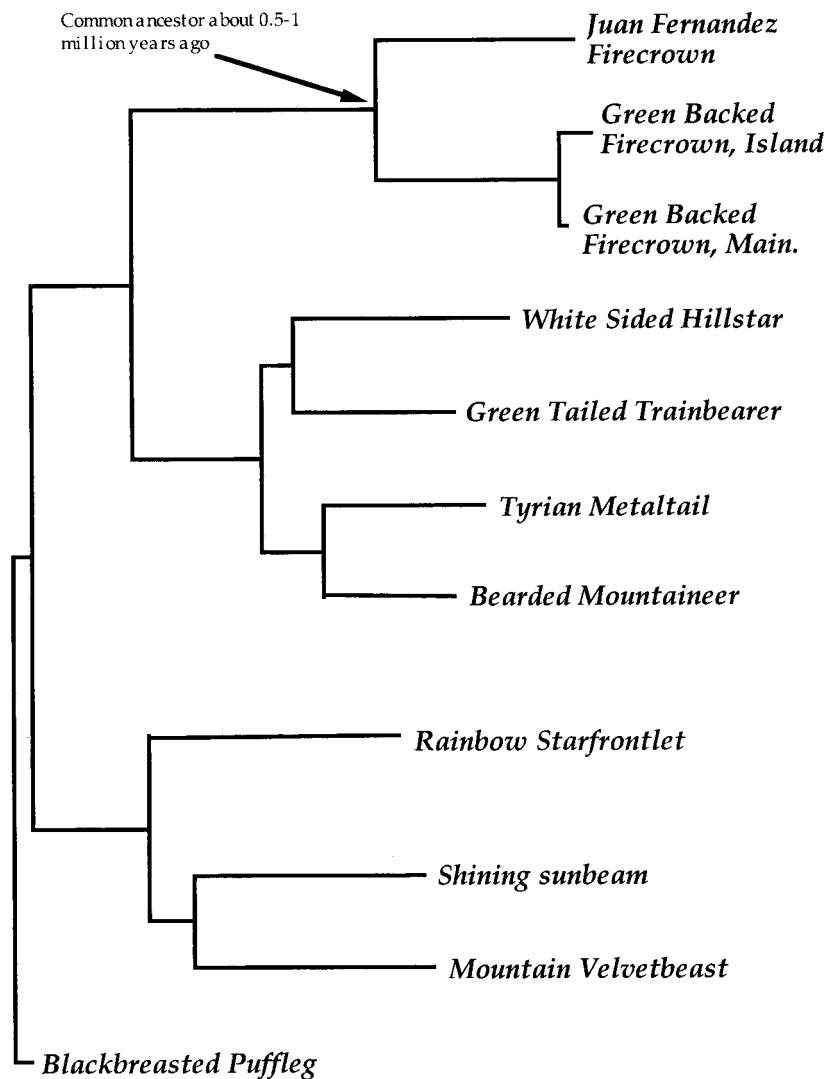 Common ancestor about 0.5-1
million years ago
Juan Fernandez
Firecrown
Green Backed
Firecrown, Island
Green Backed
Firecrown, Main.
White Sided Hillstar
Green Tailed Trainbearer
Tyrian Metaltail
Bearded Mountaineer
Rainbow Starfrontlet
Shining sunbeam
Mountain Velvetbeast
Blackbreasted Puffleg